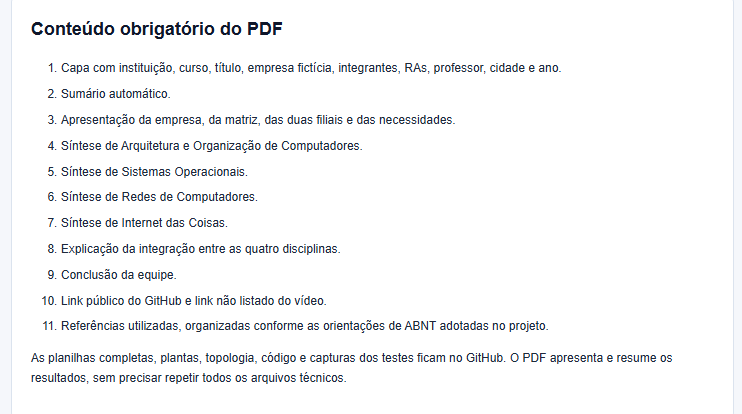 Conteúdo obrigatório do PDF
1. Capa com instituição, curso, título, empresa fictícia, integrantes, RAs, professor, cidade e ano.
2. Sumário automático.
3. Apresentação da empresa, da matriz, das duas filiais e das necessidades.
4. Síntese de Arquitetura e Organização de Computadores.
5. Síntese de Sistemas Operacionais.
6. Síntese de Redes de Computadores.
7. Síntese de Internet das Coisas.
8. Explicação da integração entre as quatro disciplinas.
9. Conclusão da equipe.
10. Link público do GitHub e link não listado do vídeo.
11. Referências utilizadas, organizadas conforme as orientações de ABNT adotadas no projeto.
As planilhas completas, plantas, topologia, código e capturas dos testes ficam no GitHub. O PDF apresenta e resume os
resultados, sem precisar repetir todos os arquivos técnicos.